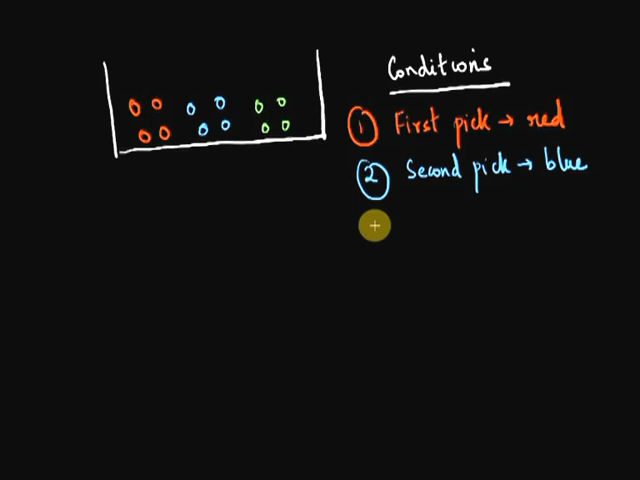 Conditions
1 First pick → red
2 Second pick → blue